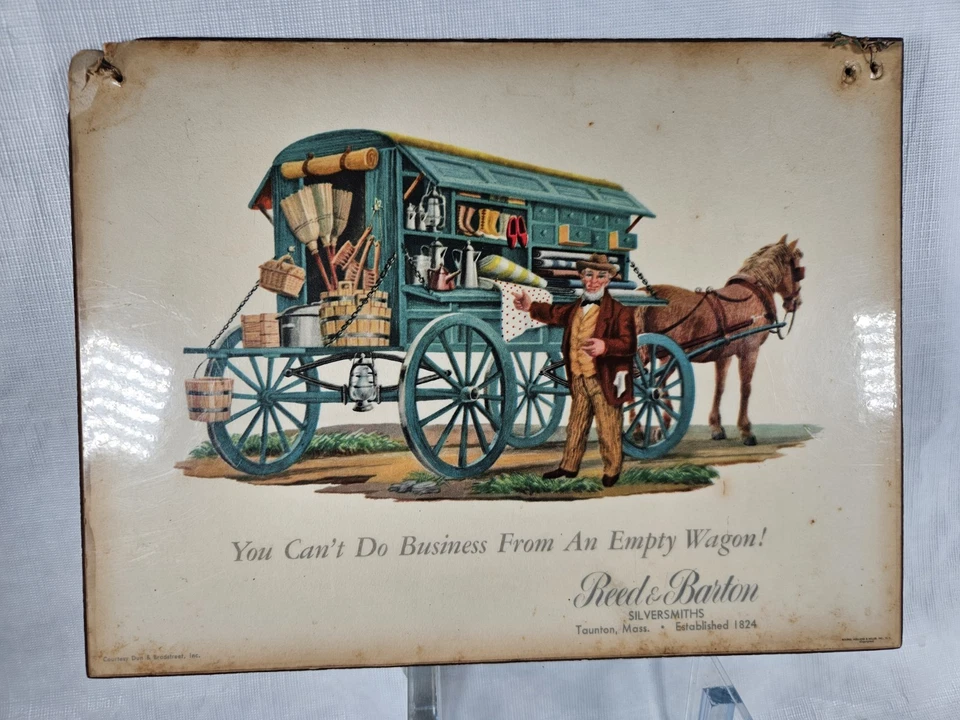 You Can't Do Business From An Empty Wagon!
Reed & Barton
SILVERSMITHS
Taunton, Mass. • Established 1824
Courtesy Dun & Bradstreet, Inc.